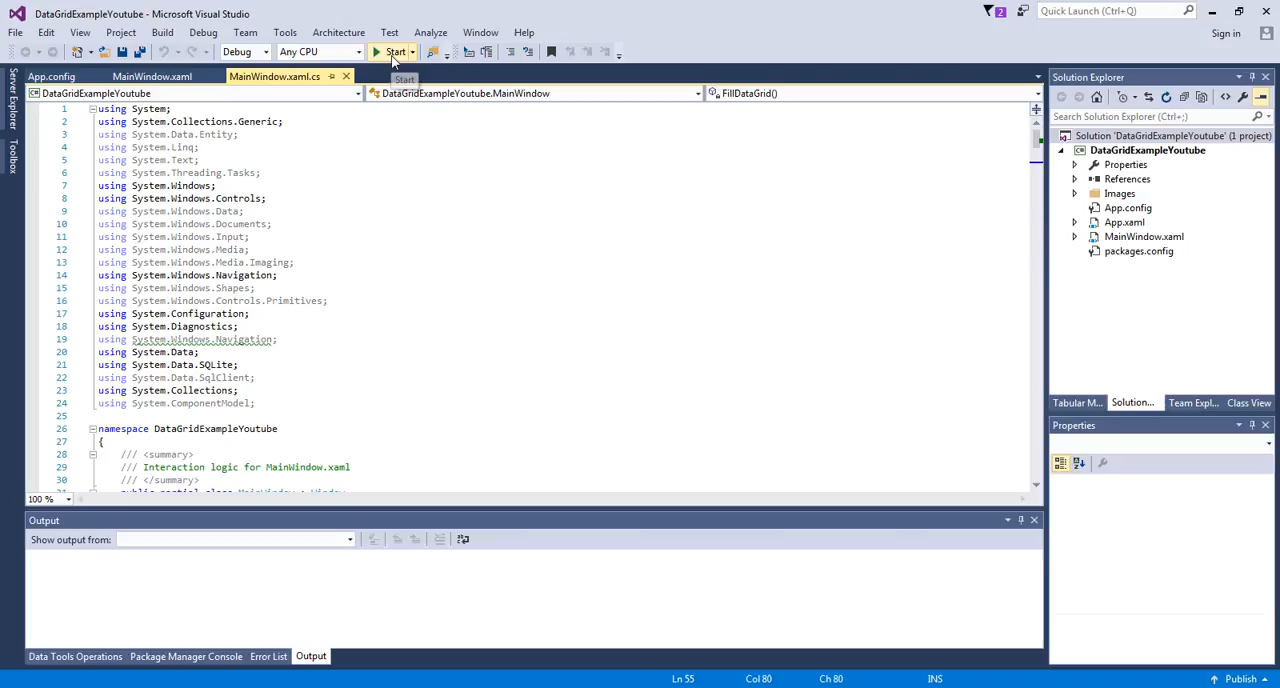 DataGridExampleYoutube - Microsoft Visual Studio
2
Quick Launch (Ctrl+Q)
File Edit View Project Build Debug Team Tools Architecture Test Analyze Window Help
Sign in
Debug Any CPU Start
App.config MainWindow.xaml MainWindow.xaml.cs
Start
DataGridExampleYoutube DataGridExampleYoutube.MainWindow FillDataGrid()
Server Explorer
Toolbox
1 using System;
2 using System.Collections.Generic;
3 using System.Data.Entity;
4 using System.Linq;
5 using System.Text;
6 using System.Threading.Tasks;
7 using System.Windows;
8 using System.Windows.Controls;
9 using System.Windows.Data;
10 using System.Windows.Documents;
11 using System.Windows.Input;
12 using System.Windows.Media;
13 using System.Windows.Media.Imaging;
14 using System.Windows.Navigation;
15 using System.Windows.Shapes;
16 using System.Windows.Controls.Primitives;
17 using System.Configuration;
18 using System.Diagnostics;
19 using System.Windows.Navigation;
20 using System.Data;
21 using System.Data.SQLite;
22 using System.Data.SqlClient;
23 using System.Collections;
24 using System.ComponentModel;
25
26 namespace DataGridExampleYoutube
27 {
28 /// <summary>
29 /// Interaction logic for MainWindow.xaml
30 /// </summary>
31 public partial class MainWindow : Window
100 %
Solution Explorer
Search Solution Explorer (Ctrl+;)
Solution 'DataGridExampleYoutube' (1 project)
DataGridExampleYoutube
Properties
References
Images
App.config
App.xaml
MainWindow.xaml
packages.config
Tabular M... Solution... Team Expl... Class View
Properties
Output
Show output from:
Data Tools Operations Package Manager Console Error List Output
Ln 55 Col 80 Ch 80 INS Publish